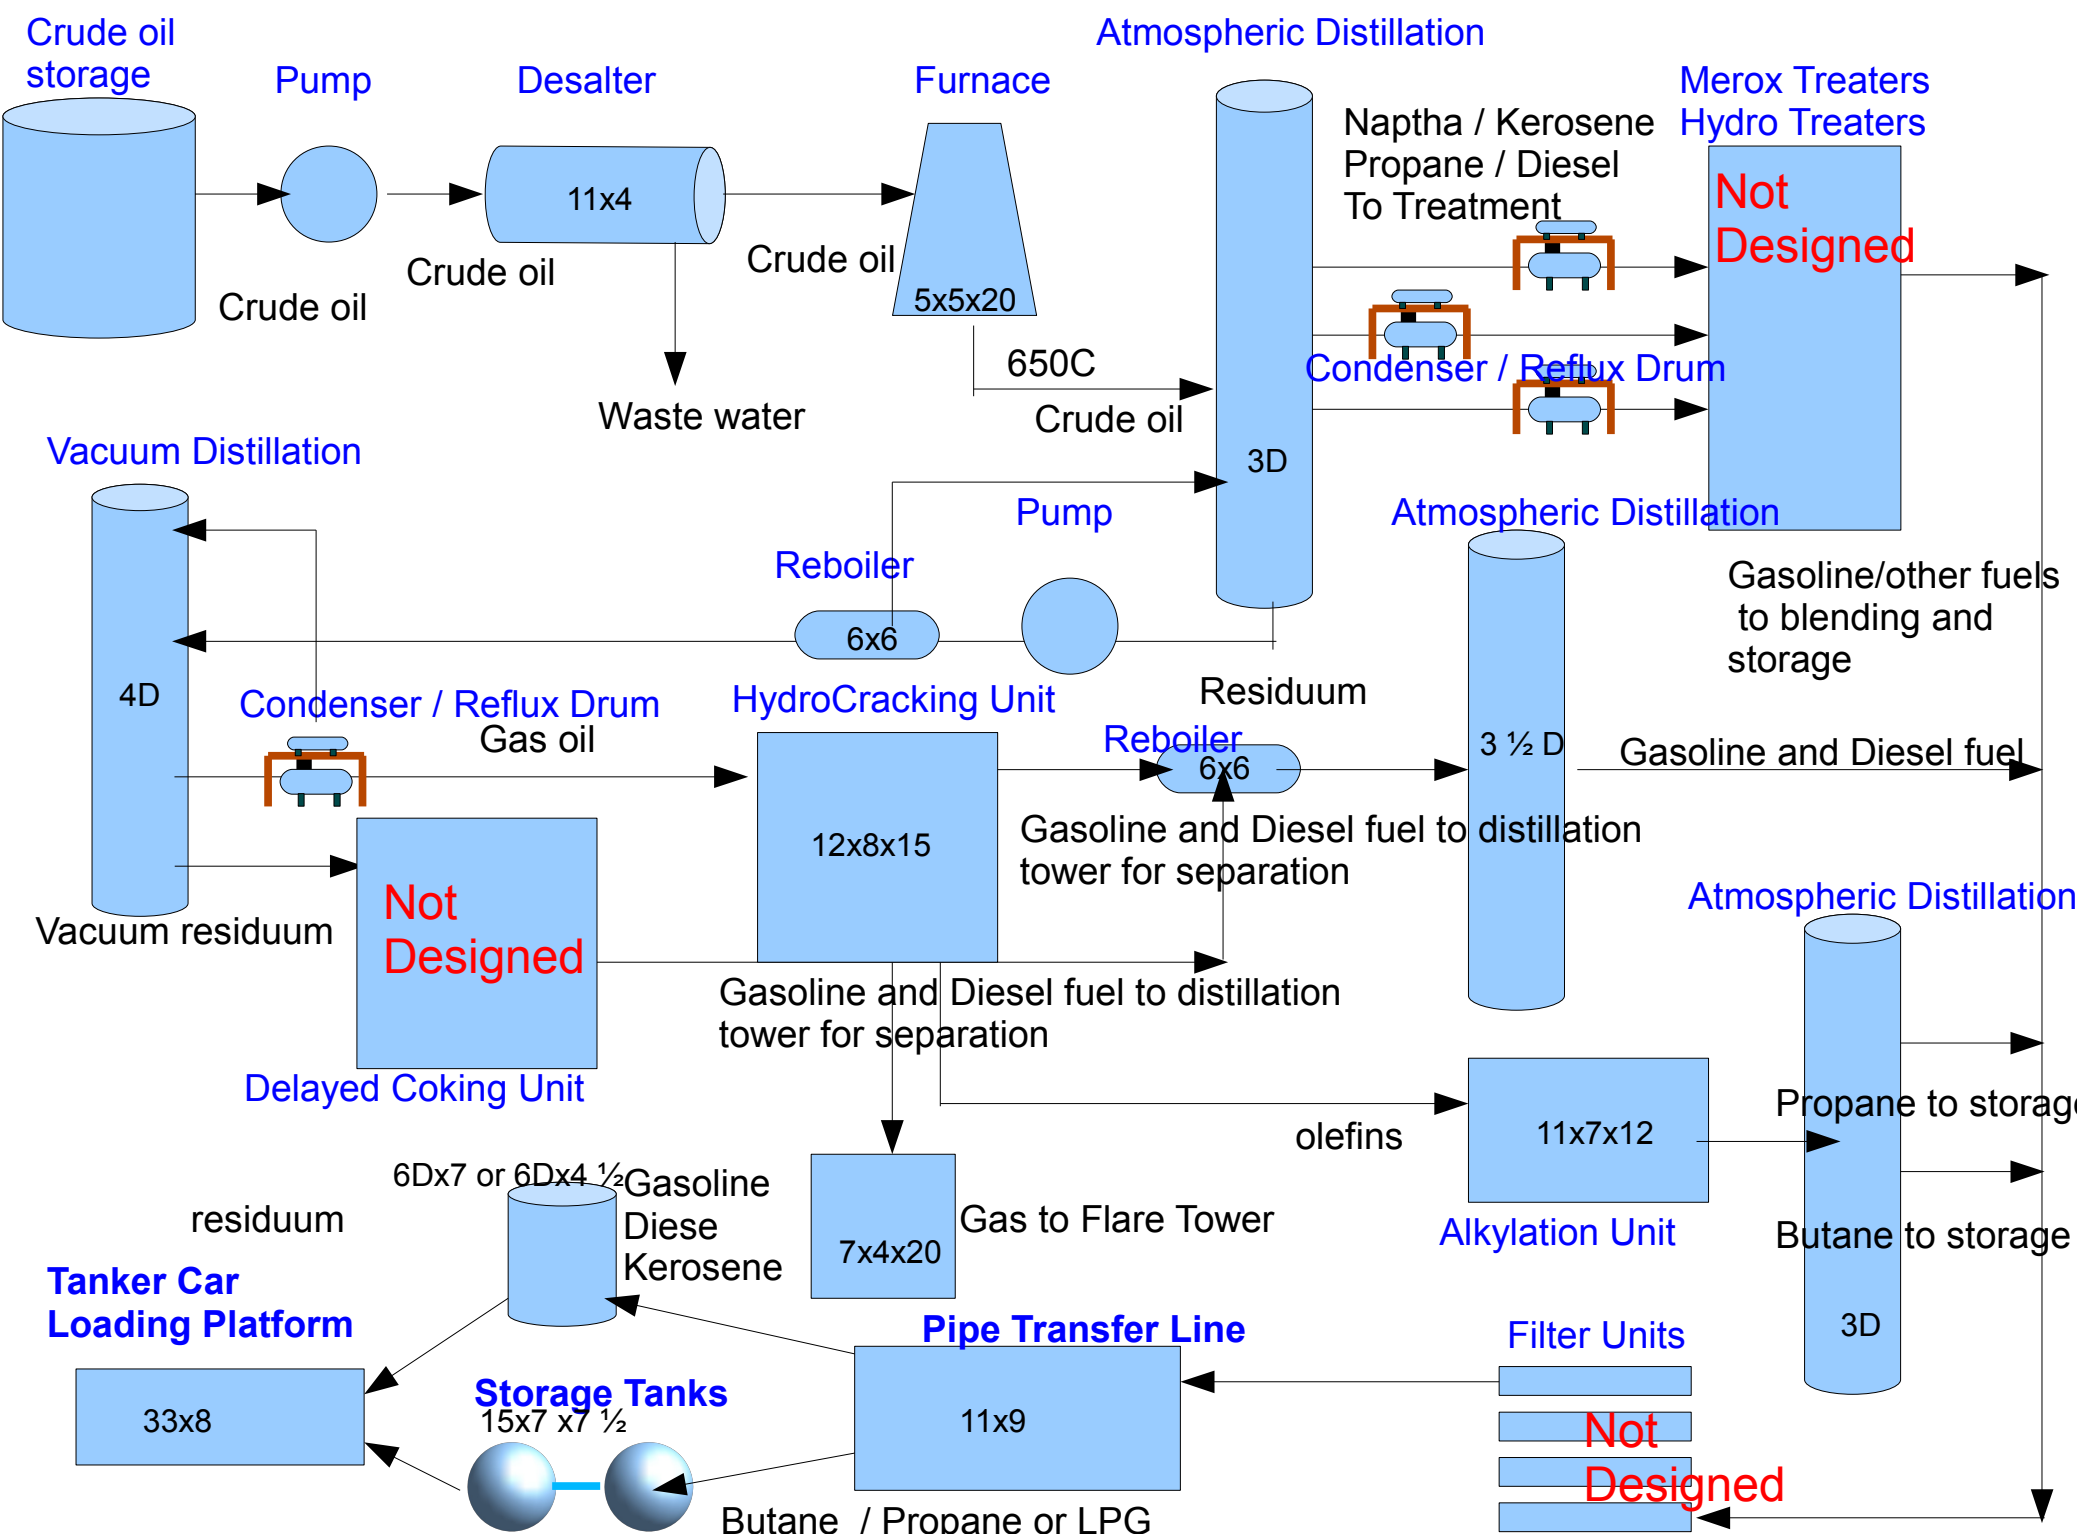 Crude oil
storage
Pump
Desalter
Furnace
Atmospheric Distillation
Merox Treaters
Hydro Treaters
Naptha / Kerosene
Propane / Diesel
To Treatment
Not
Designed
11x4
Crude oil
Crude oil
Crude oil
5x5x20
650C
Crude oil
Waste water
Condenser / Reflux Drum
3D
Vacuum Distillation
Pump
Atmospheric Distillation
Reboiler
6x6
Gasoline/other fuels
to blending and
storage
4D
Condenser / Reflux Drum
Gas oil
HydroCracking Unit
Residuum
Reboiler
6x6
3 ½ D
Gasoline and Diesel fuel
12x8x15
Gasoline and Diesel fuel to distillation
tower for separation
Not
Designed
Vacuum residuum
Atmospheric Distillation
Gasoline and Diesel fuel to distillation
tower for separation
Delayed Coking Unit
Propane to storage
olefins
11x7x12
6Dx7 or 6Dx4 ½
Gasoline
Diese
Kerosene
residuum
Gas to Flare Tower
7x4x20
Alkylation Unit
Butane to storage
Tanker Car
Loading Platform
Pipe Transfer Line
Filter Units
3D
33x8
Storage Tanks
15x7 x7 ½
11x9
Not
Designed
Butane / Propane or LPG